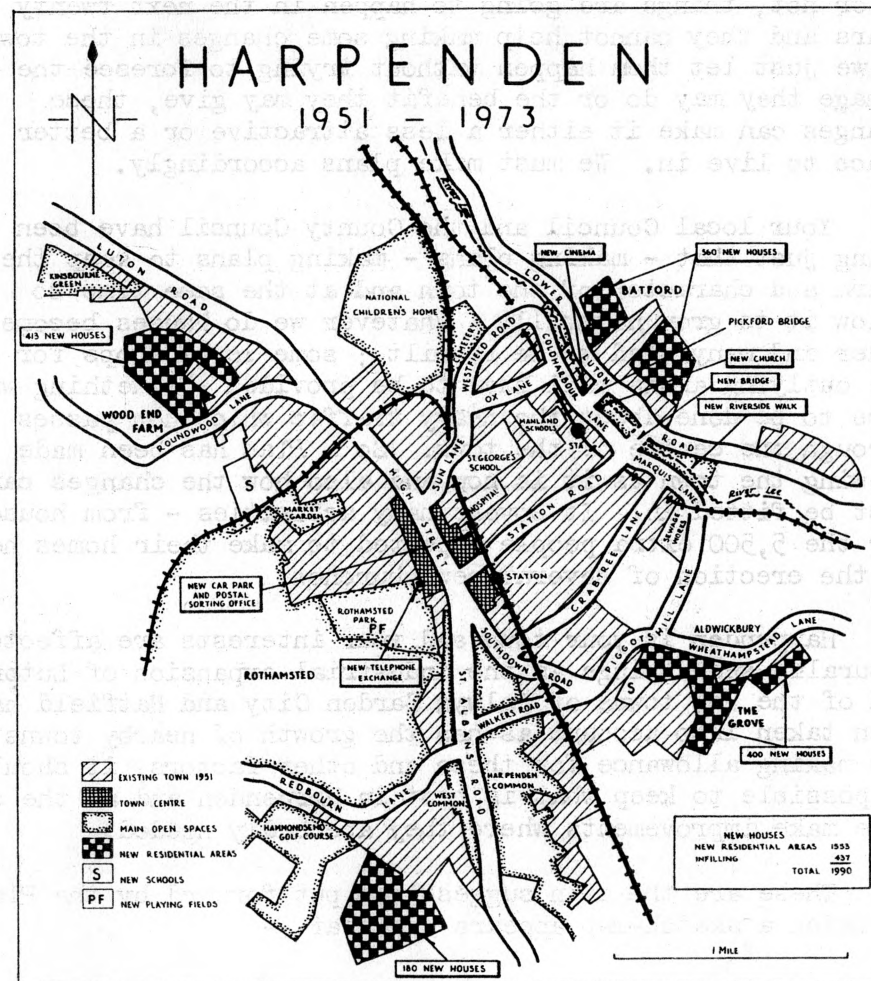 HARPENDEN
1951 – 1973
N
LUTON
ROAD
KINSBOURNE
GREEN
413 NEW HOUSES
WOOD END
FARM
ROUNDWOOD LANE
S
NATIONAL
CHILDREN'S HOME
River Lee
NEW CINEMA
560 NEW HOUSES
BATFORD
PICKFORD BRIDGE
NEW CHURCH
NEW BRIDGE
NEW RIVERSIDE WALK
LOWER
LUTON
ROAD
WESTFIELD ROAD
COLDHARBOUR LANE
OX LANE
SUN LANE
MANLAND
SCHOOLS
STA
ST. GEORGE'S
SCHOOL
HOSPITAL
STATION ROAD
MARQUIS LANE
River Lee
SEWAGE
WORKS
CRABTREE LANE
PIGGOTS HILL LANE
HIGH
STREET
MARKET
GARDEN
NEW CAR PARK
AND POSTAL
SORTING OFFICE
STATION
ROTHAMSTED
PARK
PF
ROTHAMSTED
NEW TELEPHONE
EXCHANGE
SOUTHDOWN
ROAD
ALDWICKBURY
WHEATHAMPSTEAD LANE
S
THE
GROVE
400 NEW HOUSES
ST ALBANS
ROAD
WALKERS ROAD
REDBOURN
LANE
WEST
COMMON
HARPENDEN
COMMON
HAMMONDSEND
GOLF COURSE
180 NEW HOUSES
EXISTING TOWN 1951
TOWN CENTRE
MAIN OPEN SPACES
NEW RESIDENTIAL AREAS
S NEW SCHOOLS
PF NEW PLAYING FIELDS
NEW HOUSES
NEW RESIDENTIAL AREAS 1553
INFILLING 437
TOTAL 1990
1 MILE